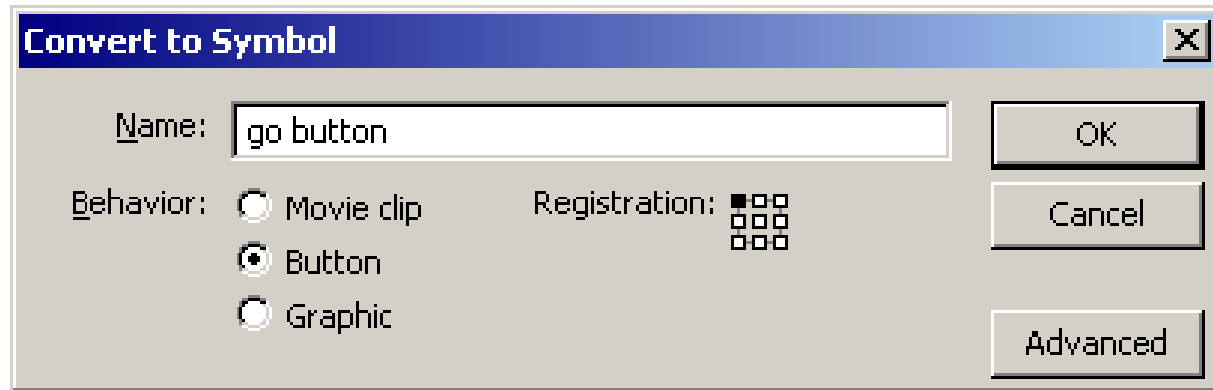 Convert to Symbol
Name: go button OK
Behavior: Movie clip Registration: Cancel
Button
Graphic
Advanced